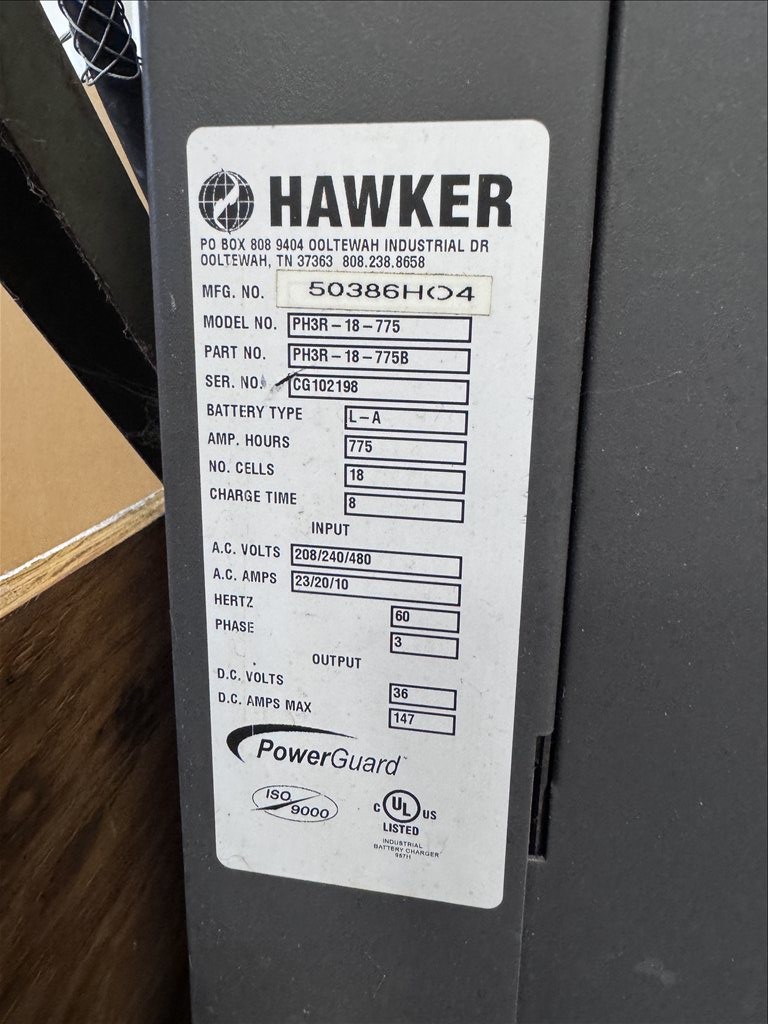 HAWKER
PO BOX 808 9404 OOLTEWAH INDUSTRIAL DR
OOLTEWAH, TN 37363 808.238.8658
MFG. NO. 50386H04
MODEL NO. PH3R-18-775
PART NO. PH3R-18-775B
SER. NO. CG102198
BATTERY TYPE L-A
AMP. HOURS 775
NO. CELLS 18
CHARGE TIME 8
INPUT
A.C. VOLTS 208/240/480
A.C. AMPS 23/20/10
HERTZ 60
PHASE 3
OUTPUT
D.C. VOLTS 36
D.C. AMPS MAX 147
PowerGuard™
ISO 9000
C UL US
LISTED
INDUSTRIAL
BATTERY CHARGER
987H